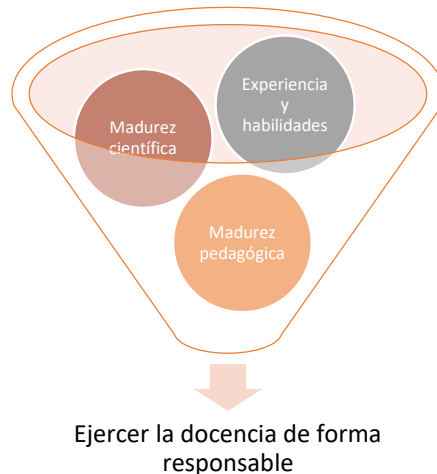 Experiencia
y
habilidades
Madurez
científica
Madurez
pedagógica
Ejercer la docencia de forma
responsable